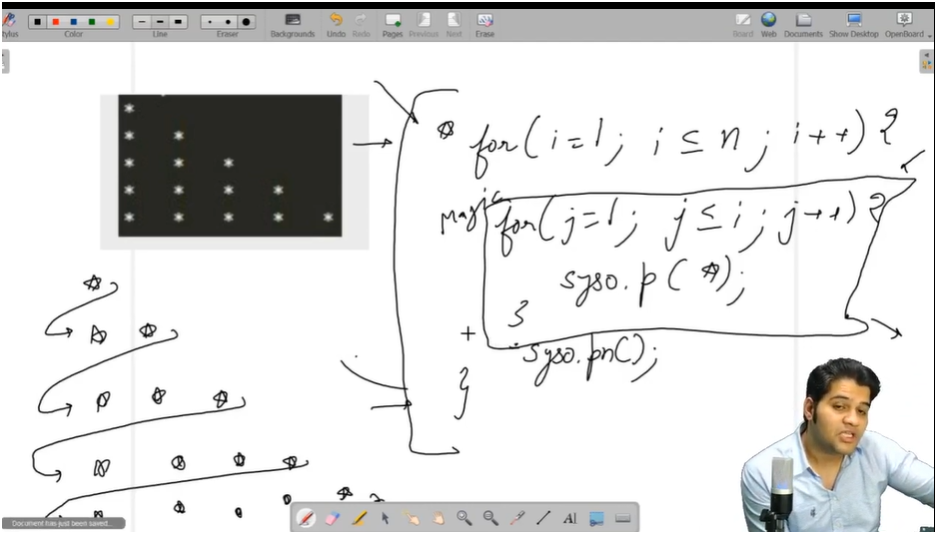 Stylus
Color
Line
Eraser
Backgrounds
Undo
Redo
Pages
Previous
Next
Erase
Board
Web
Documents
Show Desktop
OpenBoard
for(i=1; i≤n; i++){
magic
for(j=1; j≤i; j++){
syso.p(*);
}
+
syso.pn();
}
Document has just been saved...